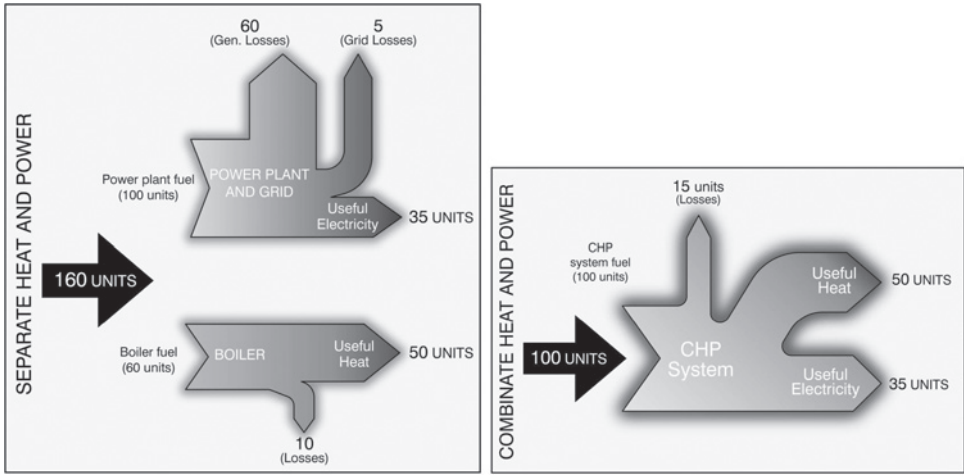 SEPARATE HEAT AND POWER
160 UNITS
60
(Gen. Losses)
5
(Grid Losses)
Power plant fuel
(100 units)
POWER PLANT
AND GRID
Useful
Electricity
35 UNITS
Boiler fuel
(60 units)
BOILER
Useful
Heat
50 UNITS
10
(Losses)
COMBINATE HEAT AND POWER
100 UNITS
15 units
(Losses)
CHP
system fuel
(100 units)
CHP
System
Useful
Heat
50 UNITS
Useful
Electricity
35 UNITS